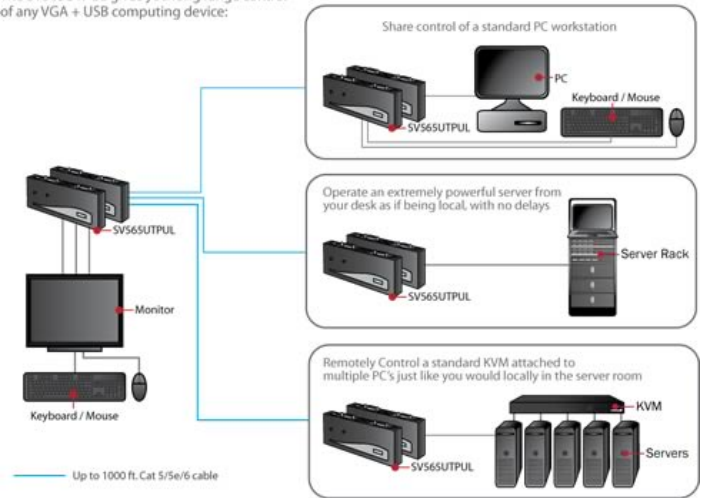 of any VGA + USB computing device:
Share control of a standard PC workstation
PC
Keyboard / Mouse
SV565UTPUL
SV565UTPUL
Monitor
Keyboard / Mouse
Operate an extremely powerful server from
your desk as if being local, with no delays
Server Rack
SV565UTPUL
Remotely Control a standard KVM attached to
multiple PC's just like you would locally in the server room
KVM
Servers
SV565UTPUL
Up to 1000 ft. Cat 5/5e/6 cable